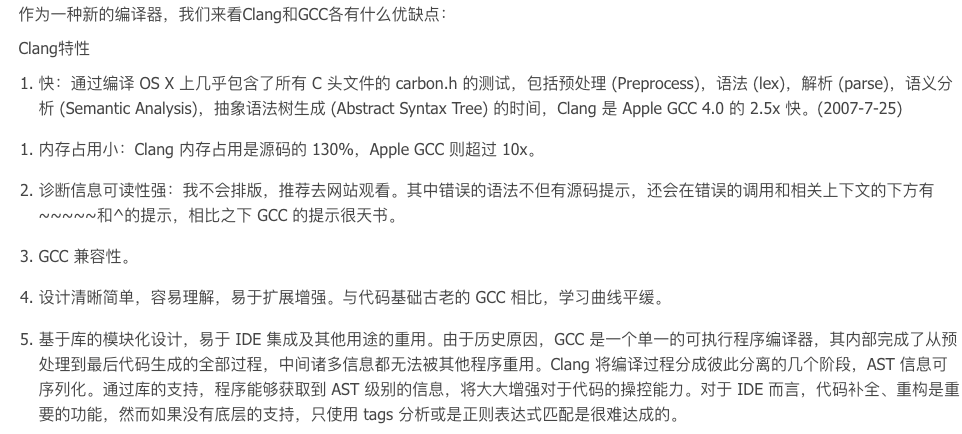 作为一种新的编译器，我们来看Clang和GCC各有什么优缺点：
Clang特性
1. 快：通过编译 OS X 上几乎包含了所有 C 头文件的 carbon.h 的测试，包括预处理 (Preprocess)，语法 (lex)，解析 (parse)，语义分
析 (Semantic Analysis)，抽象语法树生成 (Abstract Syntax Tree) 的时间，Clang 是 Apple GCC 4.0 的 2.5x 快。(2007-7-25)
1. 内存占用小：Clang 内存占用是源码的 130%，Apple GCC 则超过 10x。
2. 诊断信息可读性强：我不会排版，推荐去网站观看。其中错误的语法不但有源码提示，还会在错误的调用和相关上下文的下方有
~~~~~和^的提示，相比之下 GCC 的提示很天书。
3. GCC 兼容性。
4. 设计清晰简单，容易理解，易于扩展增强。与代码基础古老的 GCC 相比，学习曲线平缓。
5. 基于库的模块化设计，易于 IDE 集成及其他用途的重用。由于历史原因，GCC 是一个单一的可执行程序编译器，其内部完成了从预
处理到最后代码生成的全部过程，中间诸多信息都无法被其他程序重用。Clang 将编译过程分成彼此分离的几个阶段，AST 信息可
序列化。通过库的支持，程序能够获取到 AST 级别的信息，将大大增强对于代码的操控能力。对于 IDE 而言，代码补全、重构是重
要的功能，然而如果没有底层的支持，只使用 tags 分析或是正则表达式匹配是很难达成的。